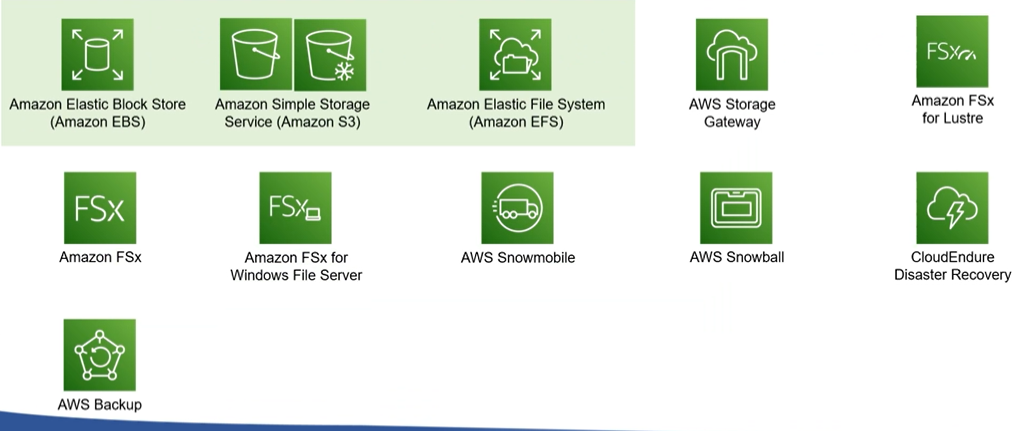 Amazon Elastic Block Store
(Amazon EBS)
Amazon Simple Storage
Service (Amazon S3)
Amazon Elastic File System
(Amazon EFS)
AWS Storage
Gateway
FSx
Amazon FSx
for Lustre
FSx
Amazon FSx
FSx
Amazon FSx for
Windows File Server
AWS Snowmobile
AWS Snowball
CloudEndure
Disaster Recovery
AWS Backup